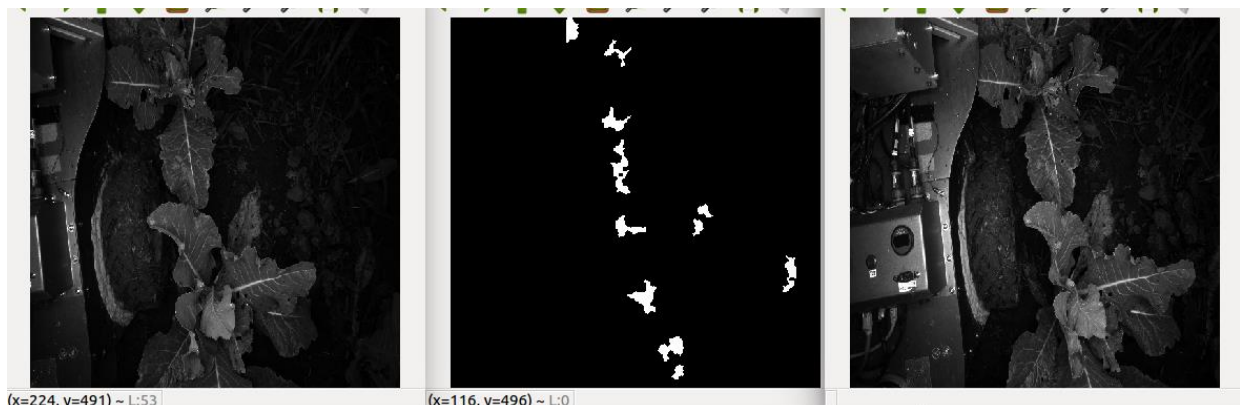 (x=224, y=491) ~ L:53
(x=116, y=496) ~ L:0